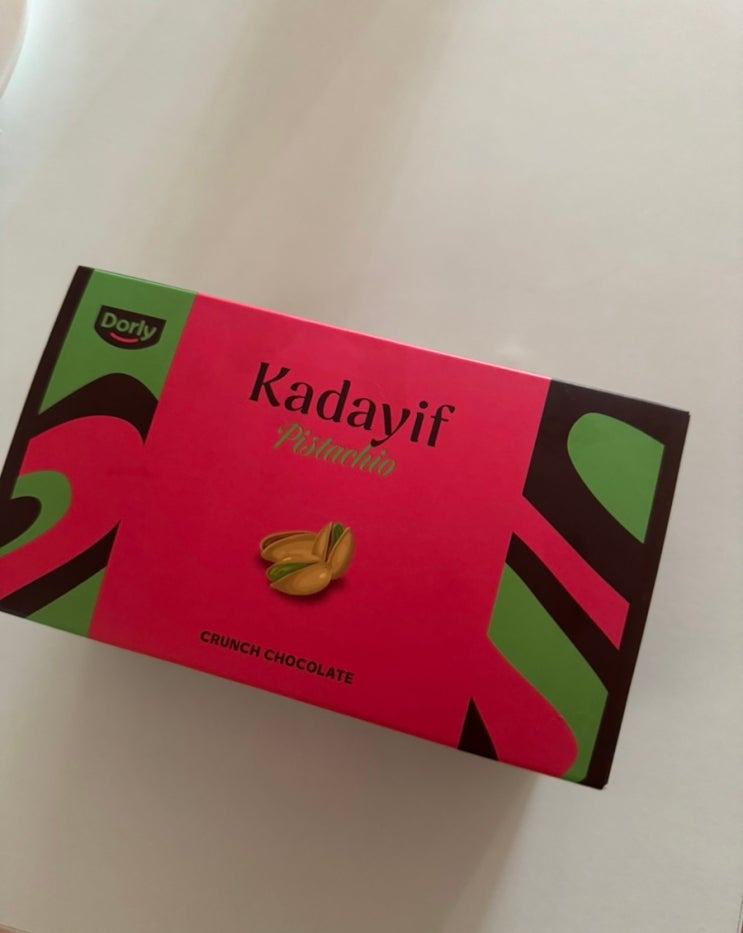 Dorly
Kadayif
Pistachio
CRUNCH CHOCOLATE